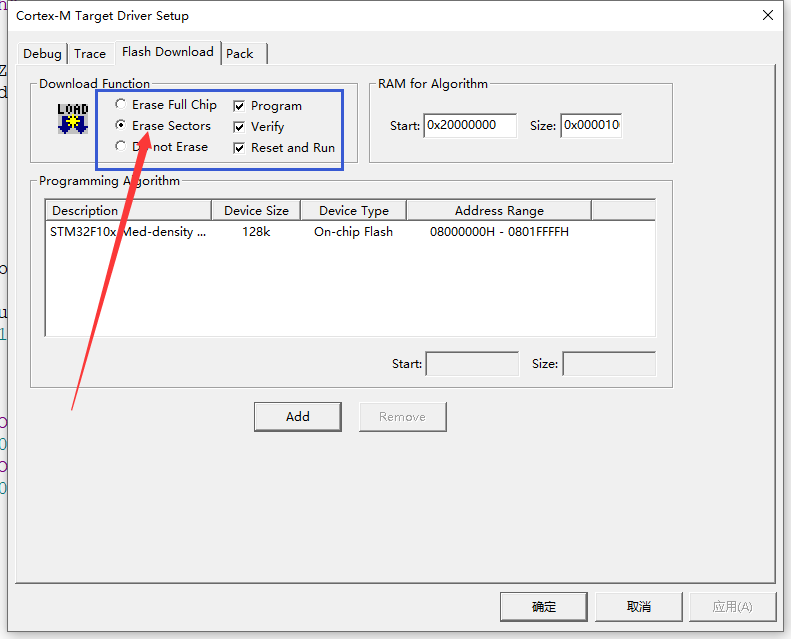 Cortex-M Target Driver Setup
Debug Trace Flash Download Pack
Download Function
LOAD
Erase Full Chip
Program
Erase Sectors
Verify
not Erase
Reset and Run
RAM for Algorithm
Start: 0x20000000 Size: 0x000010
Programming Algorithm
Description Device Size Device Type Address Range
STM32F10x Med-density ... 128k On-chip Flash 08000000H - 0801FFFFH
Start: Size:
Add Remove
确定 取消 应用(A)